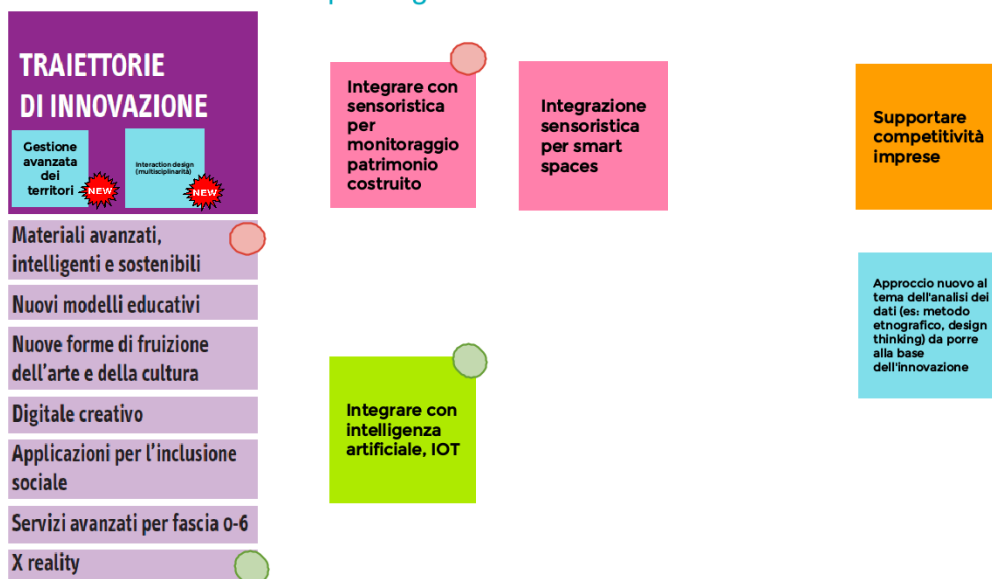 TRAIETTORIE
DI INNOVAZIONE
Gestione
avanzata
dei
territori
NEW
Interaction design
(multisciplinarità)
NEW
Materiali avanzati,
intelligenti e sostenibili
Nuovi modelli educativi
Nuove forme di fruizione
dell'arte e della cultura
Digitale creativo
Applicazioni per l'inclusione
sociale
Servizi avanzati per fascia 0-6
X reality
Integrare con
sensoristica
per
monitoraggio
patrimonio
costruito
Integrazione
sensoristica
per smart
spaces
Integrare con
intelligenza
artificiale, IOT
Supportare
competitività
imprese
Approccio nuovo al
tema dell'analisi dei
dati (es: metodo
etnografico, design
thinking) da porre
alla base
dell'innovazione